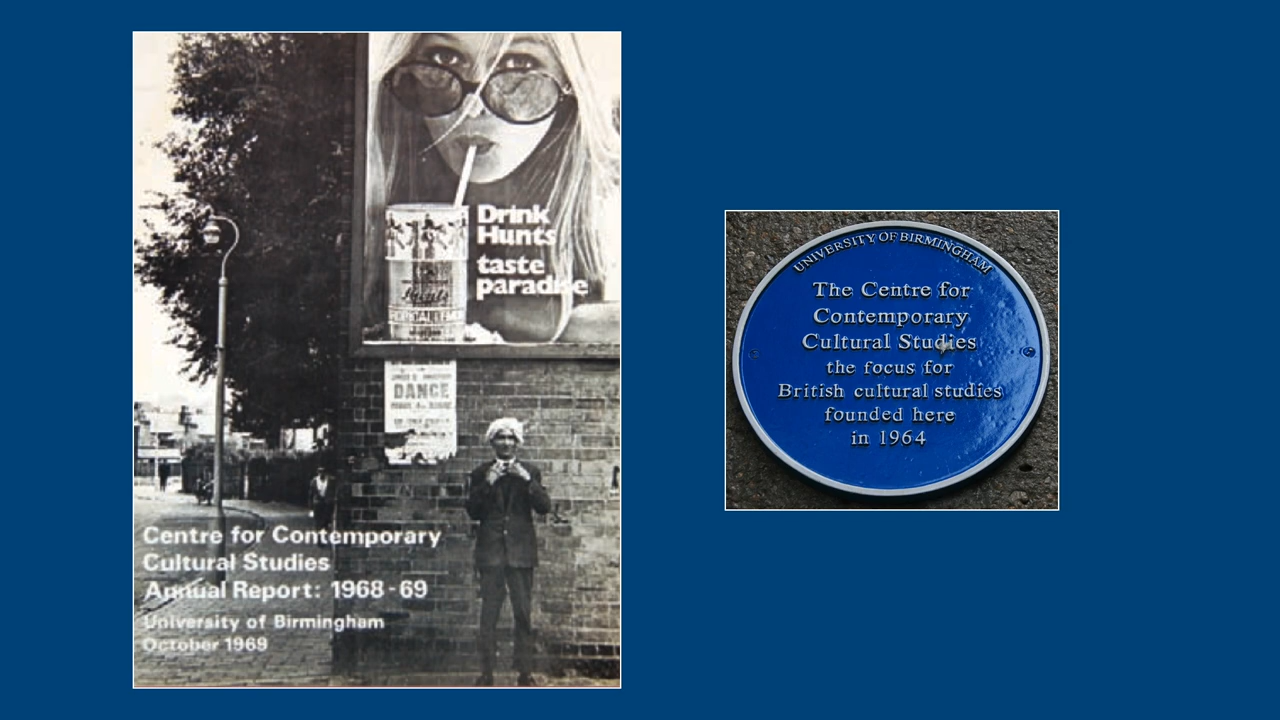 Drink
Hunts
taste
paradise
DANCE
Centre for Contemporary
Cultural Studies
Annual Report: 1968-69
University of Birmingham
October 1969
UNIVERSITY OF BIRMINGHAM
The Centre for
Contemporary
Cultural Studies
the focus for
British cultural studies
founded here
in 1964